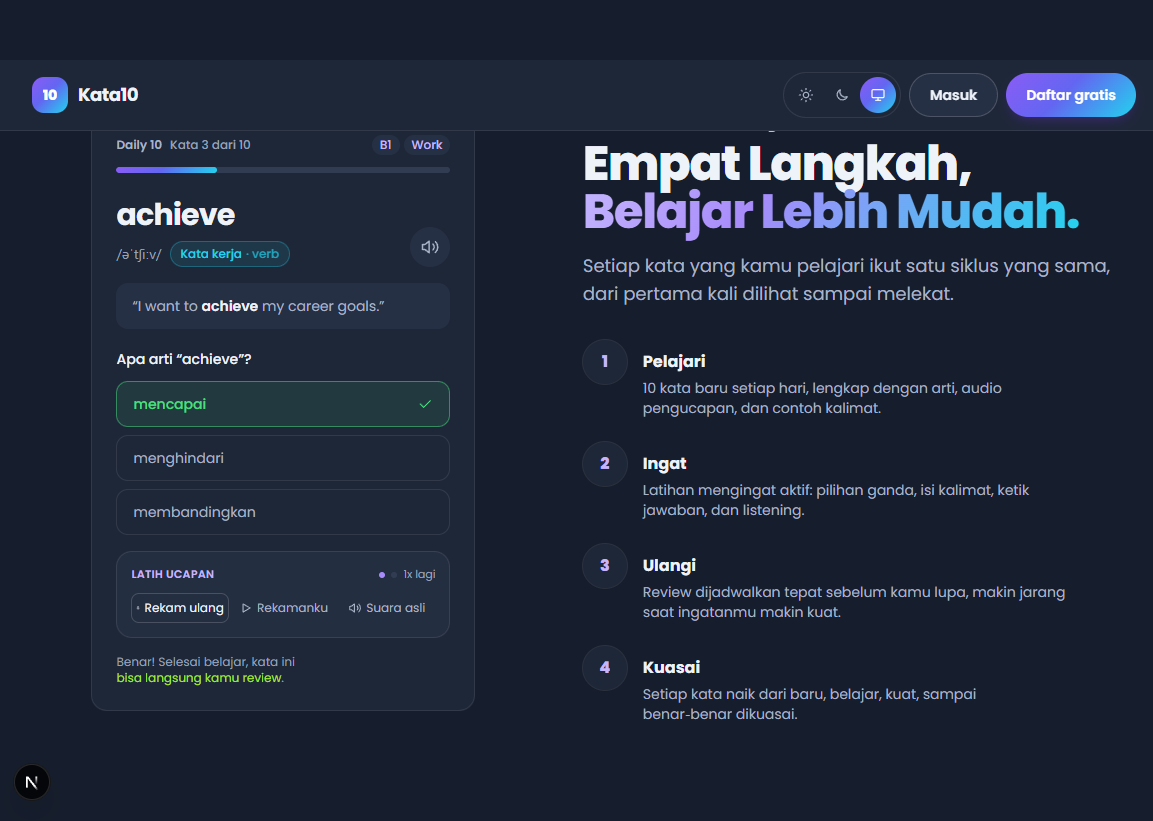 10 Kata10
Masuk
Daftar gratis
Daily 10 Kata 3 dari 10
B1
Work
achieve
/əˈtʃiːv/
Kata kerja · verb
“I want to achieve my career goals.”
Apa arti “achieve”?
mencapai
menghindari
membandingkan
LATIH UCAPAN
1x lagi
Rekam ulang
Rekamanku
Suara asli
Benar! Selesai belajar, kata ini
bisa langsung kamu review.
Empat Langkah,
Belajar Lebih Mudah.
Setiap kata yang kamu pelajari ikut satu siklus yang sama,
dari pertama kali dilihat sampai melekat.
1
Pelajari
10 kata baru setiap hari, lengkap dengan arti, audio
pengucapan, dan contoh kalimat.
2
Ingat
Latihan mengingat aktif: pilihan ganda, isi kalimat, ketik
jawaban, dan listening.
3
Ulangi
Review dijadwalkan tepat sebelum kamu lupa, makin jarang
saat ingatanmu makin kuat.
4
Kuasai
Setiap kata naik dari baru, belajar, kuat, sampai
benar-benar dikuasai.
N